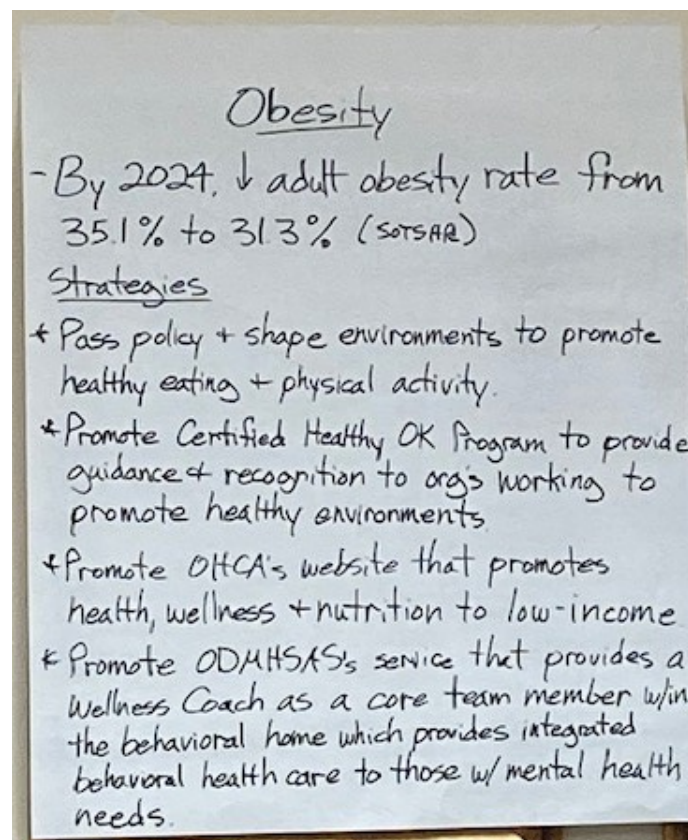 Obesity
- By 2024, ↓ adult obesity rate from
35.1% to 31.3% (SOTSHR)
Strategies
* Pass policy + shape environments to promote
healthy eating + physical activity.
* Promote Certified Healthy OK Program to provide
guidance + recognition to org's working to
promote healthy environments
* Promote OHCA's website that promotes
health, wellness + nutrition to low-income
* Promote ODMHSAS's service that provides a
Wellness Coach as a core team member w/in
the behavioral home which provides integrated
behavioral health care to those w/ mental health
needs.